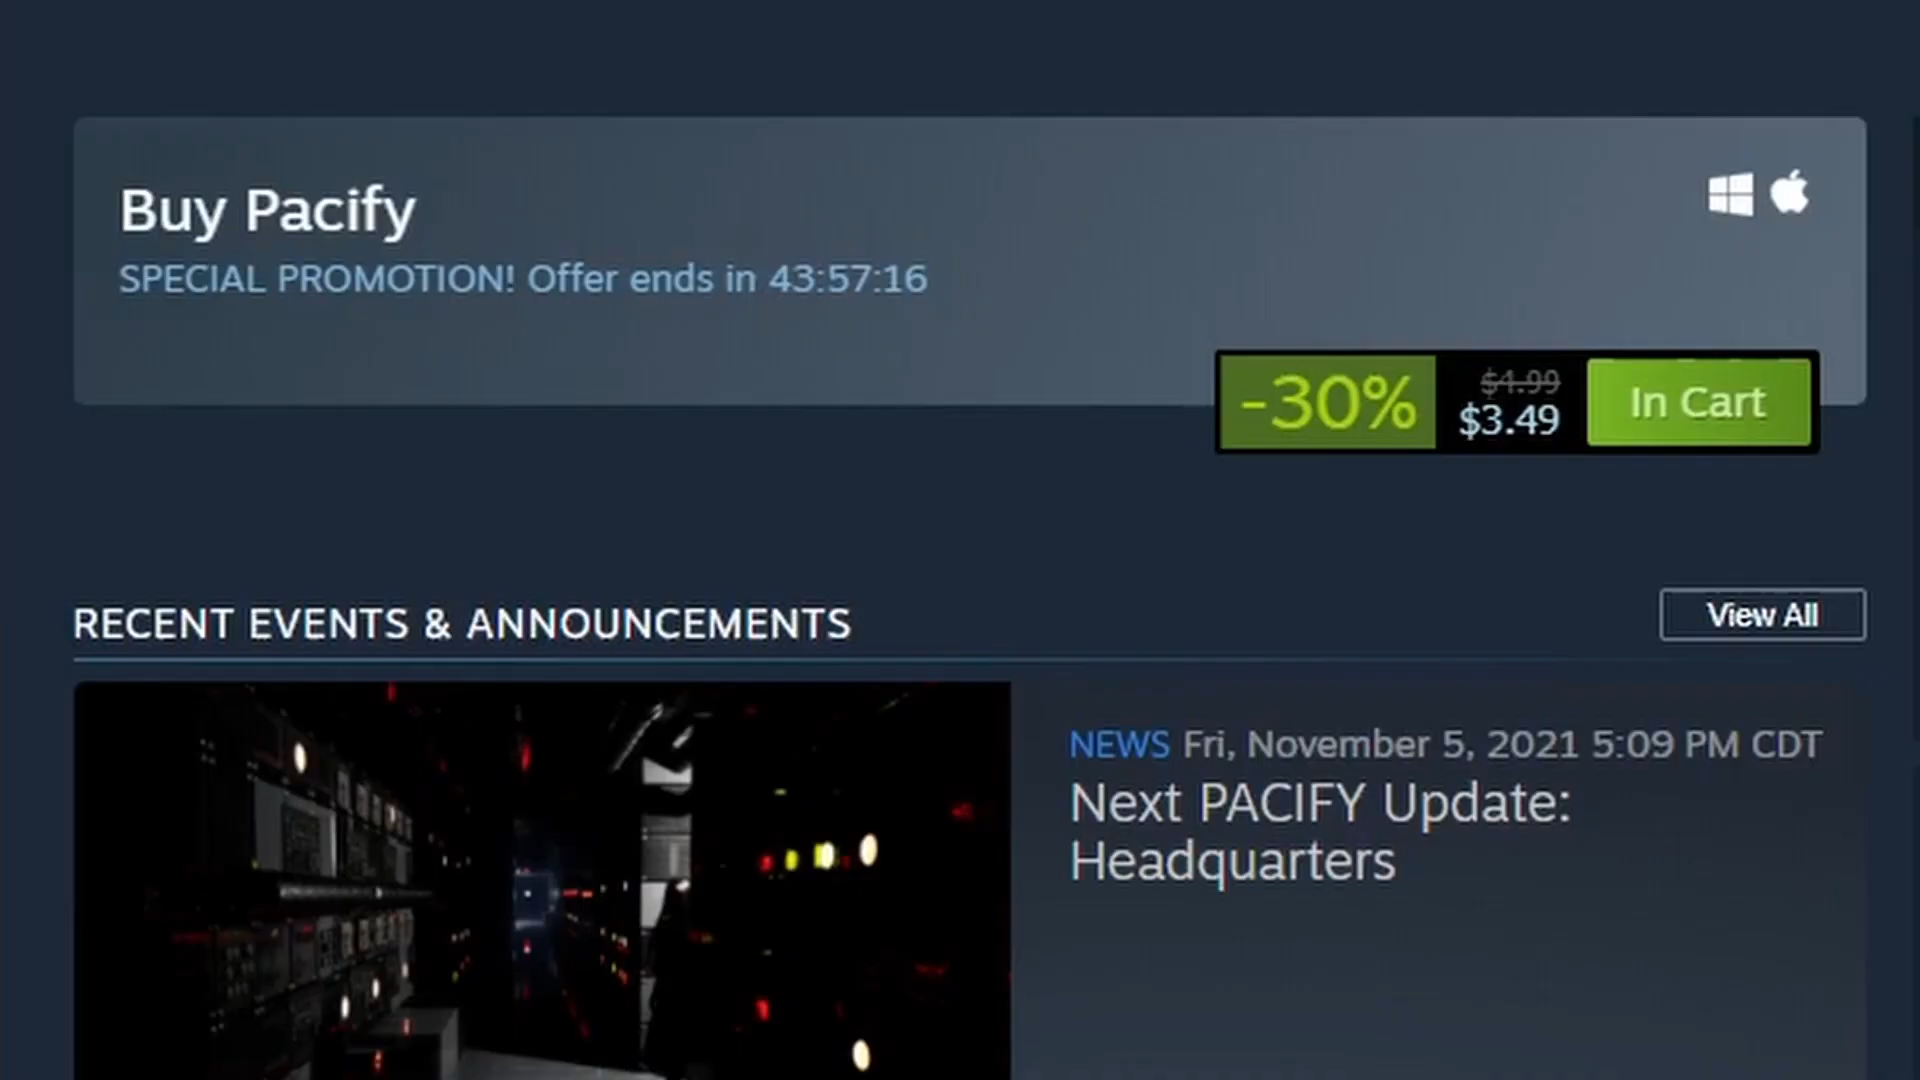 Buy Pacify
SPECIAL PROMOTION! Offer ends in 43:57:16
-30%
$4.99
$3.49
In Cart
RECENT EVENTS & ANNOUNCEMENTS
View All
NEWS Fri, November 5, 2021 5:09 PM CDT
Next PACIFY Update:
Headquarters